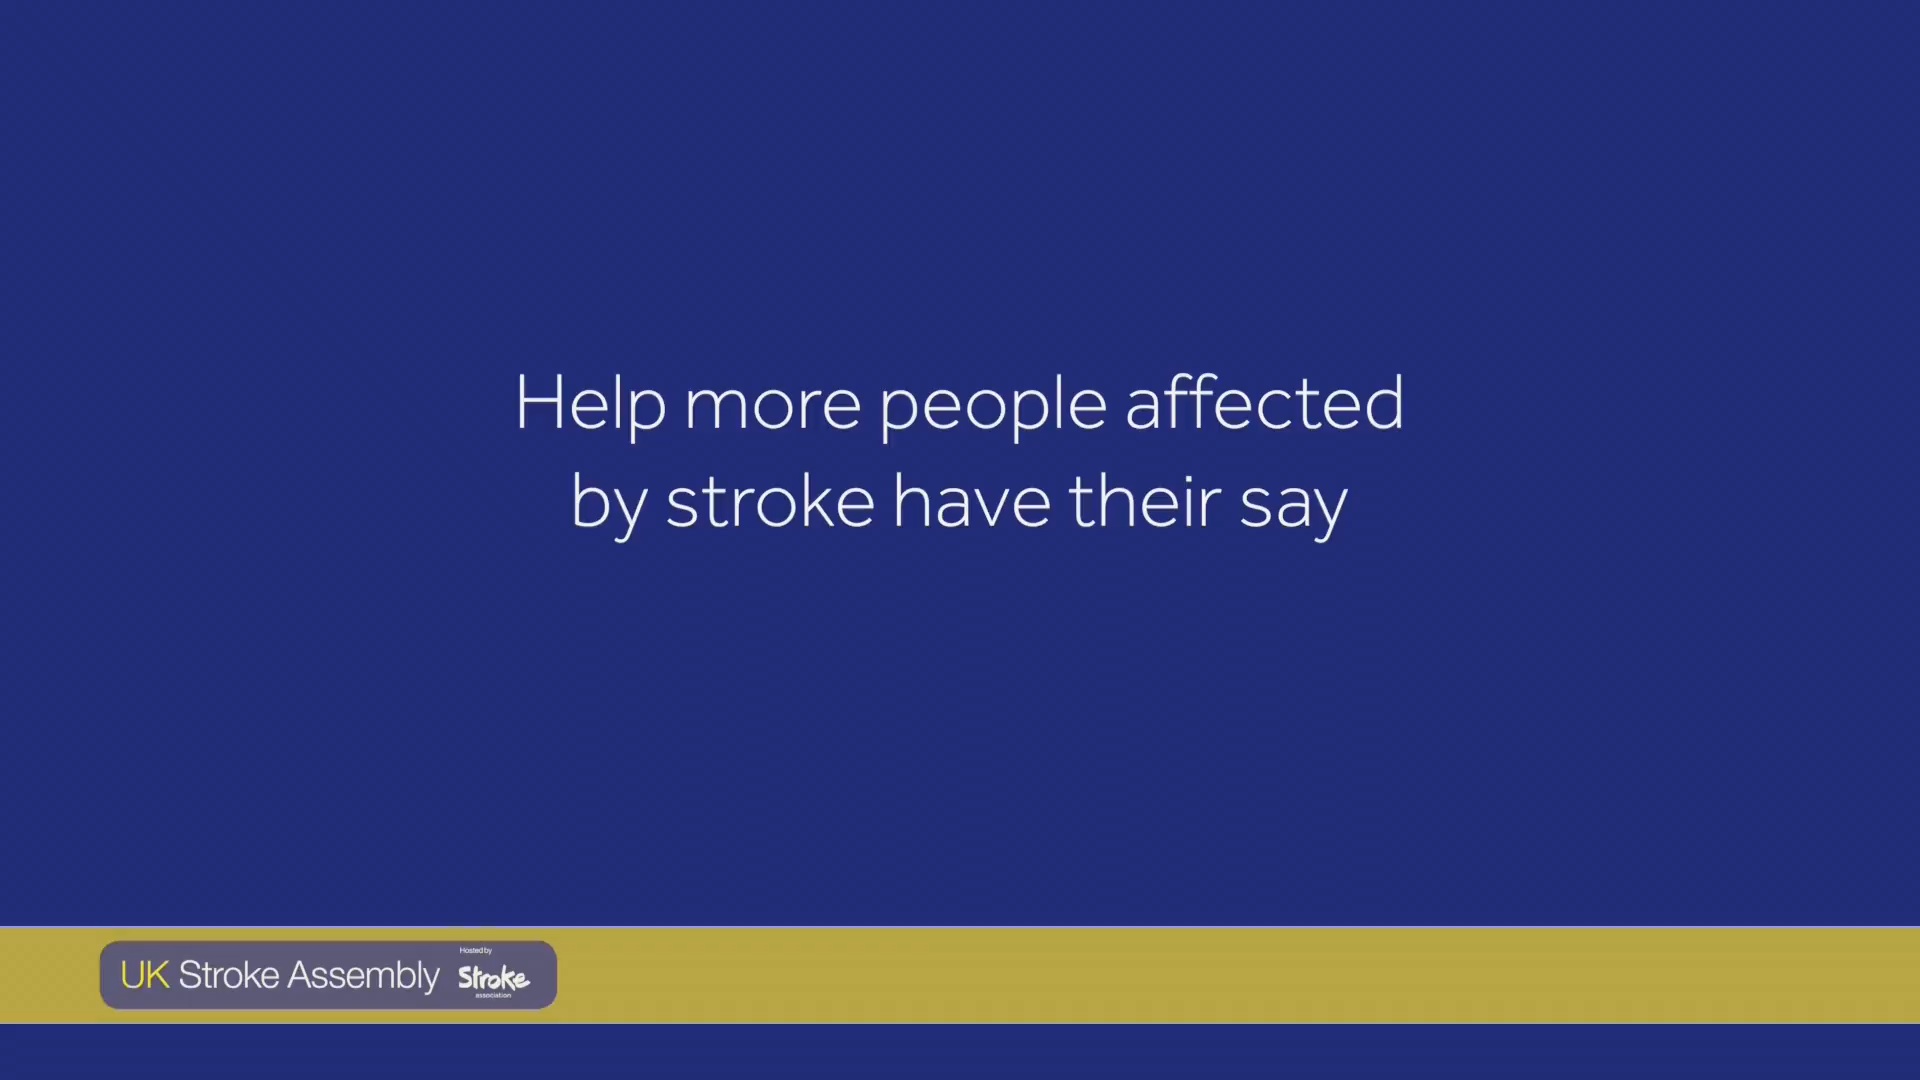 Help more people affected
by stroke have their say
UK Stroke Assembly
Hosted by
Stroke
association